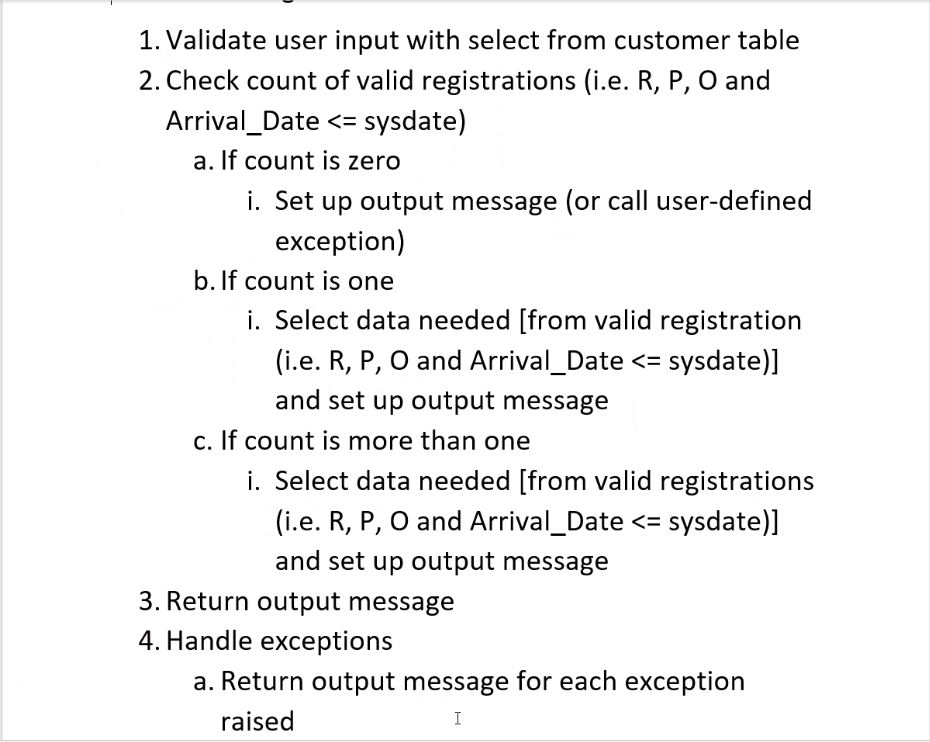 1. Validate user input with select from customer table
2. Check count of valid registrations (i.e. R, P, O and
Arrival_Date <= sysdate)
a. If count is zero
i. Set up output message (or call user-defined
exception)
b. If count is one
i. Select data needed [from valid registration
(i.e. R, P, O and Arrival_Date <= sysdate)]
and set up output message
c. If count is more than one
i. Select data needed [from valid registrations
(i.e. R, P, O and Arrival_Date <= sysdate)]
and set up output message
3. Return output message
4. Handle exceptions
a. Return output message for each exception
raised